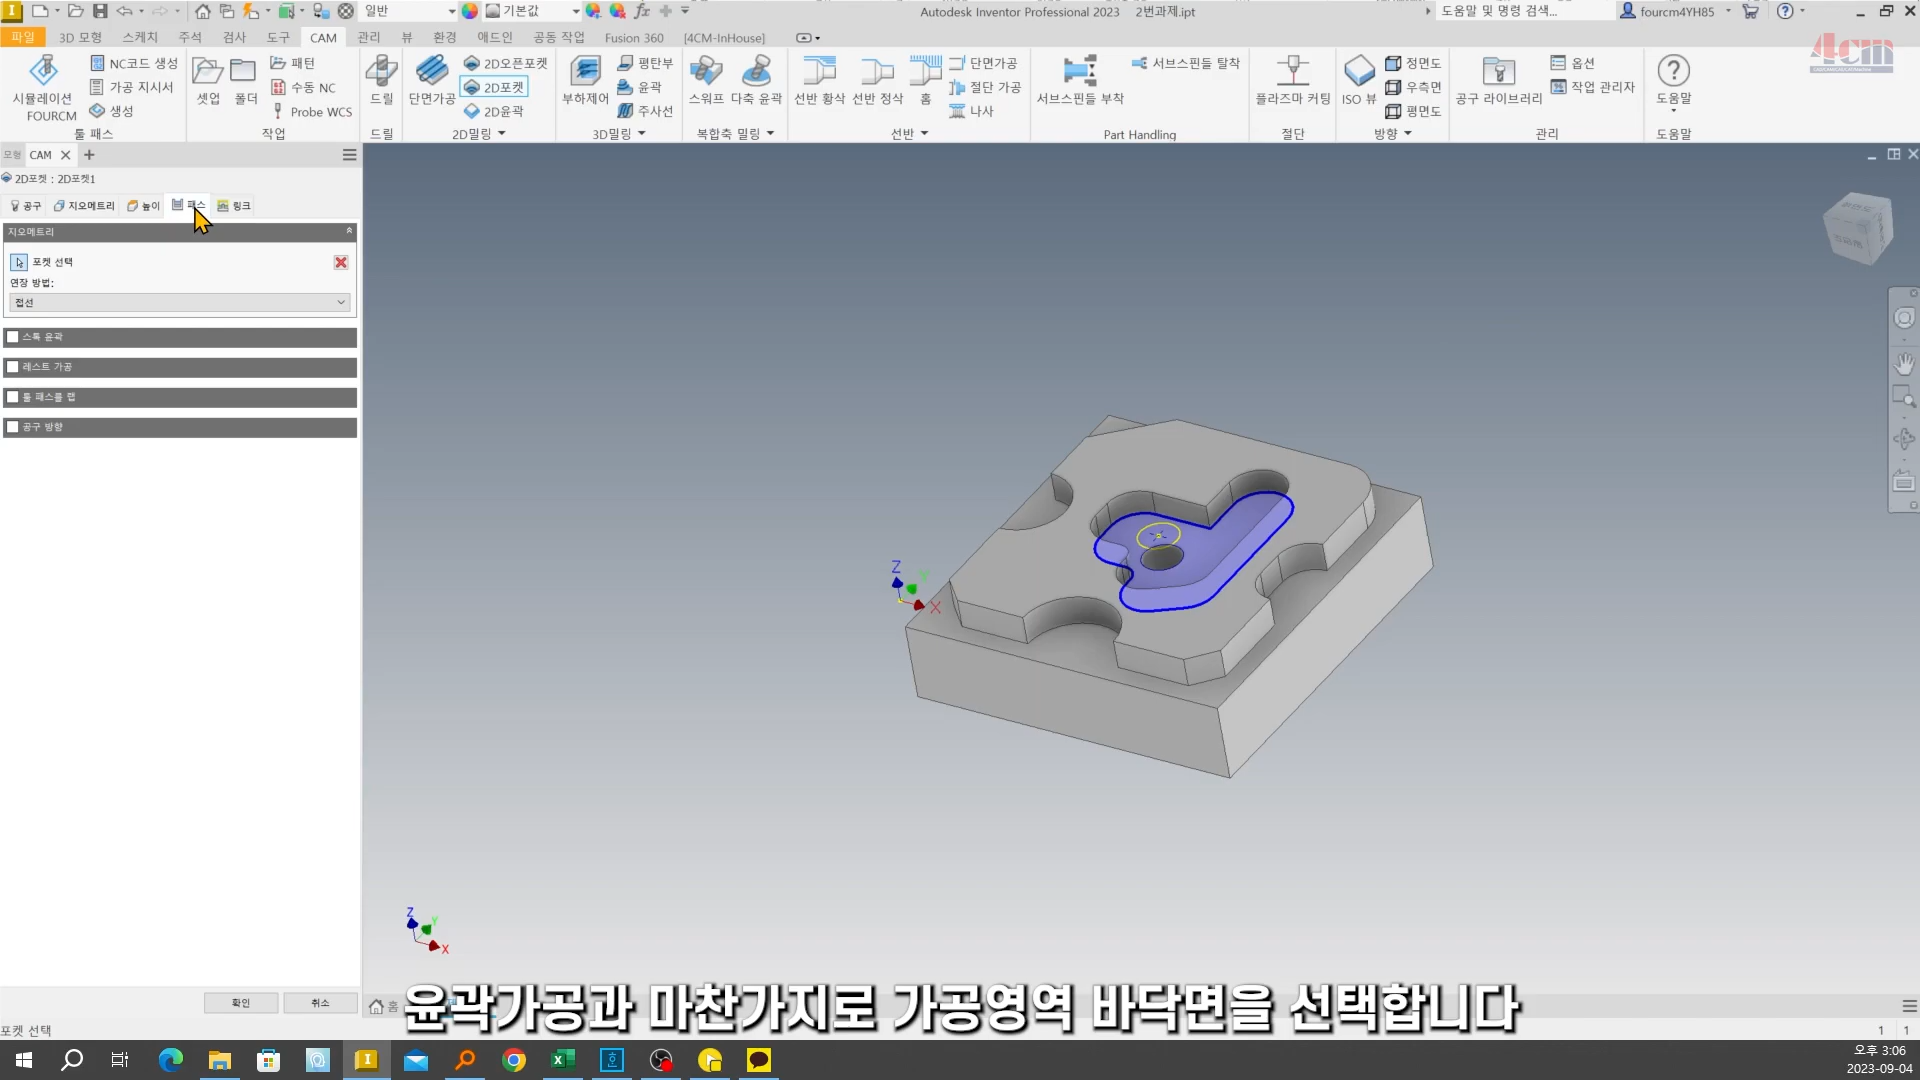 일반
기본값
Autodesk Inventor Professional 2023 2번과제.ipt
도움말 및 명령 검색...
fourcm4YH85
파일 3D 모형 스케치 주석 검사 도구 CAM 관리 뷰 환경 애드인 공동 작업 Fusion 360 [4CM-InHouse]
4cm
시뮬레이션
FOURCM
NC코드 생성
가공 지시서
생성
툴 패스
셋업
폴더
패턴
수동 NC
Probe WCS
작업
드릴
드릴
단면가공
2D오픈포켓
2D포켓
2D윤곽
2D밀링
부하제어
평탄부
윤곽
주사선
3D밀링
스워프
다축 윤곽
복합축 밀링
선반 황삭
선반 정삭
홈
단면가공
절단 가공
나사
선반
서브스핀들 부착
서브스핀들 탈착
Part Handling
플라즈마 커팅
절단
ISO 뷰
정면도
우측면
평면도
방향
공구 라이브러리
옵션
작업 관리자
관리
도움말
도움말
모형 CAM
2D포켓 : 2D포켓1
공구 지오메트리 높이 패스 링크
지오메트리
포켓 선택
연장 방법:
접선
스톡 윤곽
레스트 가공
툴 패스를 랩
공구 방향
Z
Y
X
Z
Y
X
확인 취소
홈
윤곽가공과 마찬가지로 가공영역 바닥면을 선택합니다
포켓 선택
1 1
오후 3:06
2023-09-04